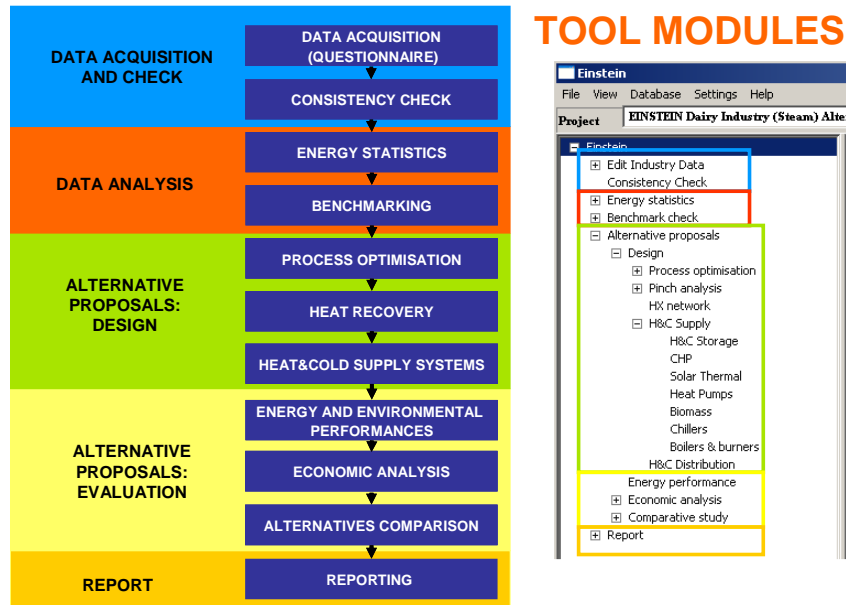 DATA ACQUISITION
AND CHECK
DATA ACQUISITION
(QUESTIONNAIRE)
CONSISTENCY CHECK
DATA ANALYSIS
ENERGY STATISTICS
BENCHMARKING
ALTERNATIVE
PROPOSALS:
DESIGN
PROCESS OPTIMISATION
HEAT RECOVERY
HEAT&COLD SUPPLY SYSTEMS
ALTERNATIVE
PROPOSALS:
EVALUATION
ENERGY AND ENVIRONMENTAL
PERFORMANCES
ECONOMIC ANALYSIS
ALTERNATIVES COMPARISON
REPORT
REPORTING
TOOL MODULES
Einstein
File View Database Settings Help
Project EINSTEIN Dairy Industry (Steam) Alte
Einstein
Edit Industry Data
Consistency Check
Energy statistics
Benchmark check
Alternative proposals
Design
Process optimisation
Pinch analysis
HX network
H&C Supply
H&C Storage
CHP
Solar Thermal
Heat Pumps
Biomass
Chillers
Boilers & burners
H&C Distribution
Energy performance
Economic analysis
Comparative study
Report